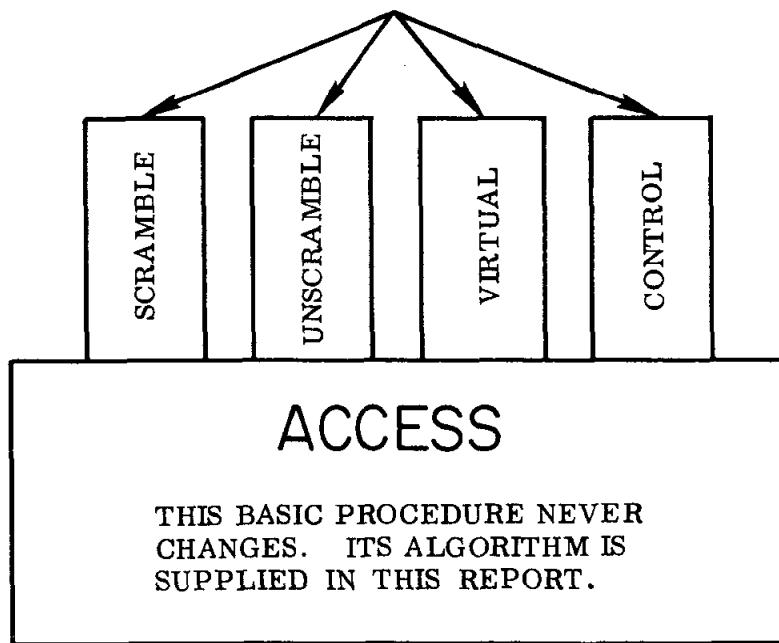 SCRAMBLE
UNSCRAMBLE
VIRTUAL
CONTROL
ACCESS
THIS BASIC PROCEDURE NEVER
CHANGES. ITS ALGORITHM IS
SUPPLIED IN THIS REPORT.